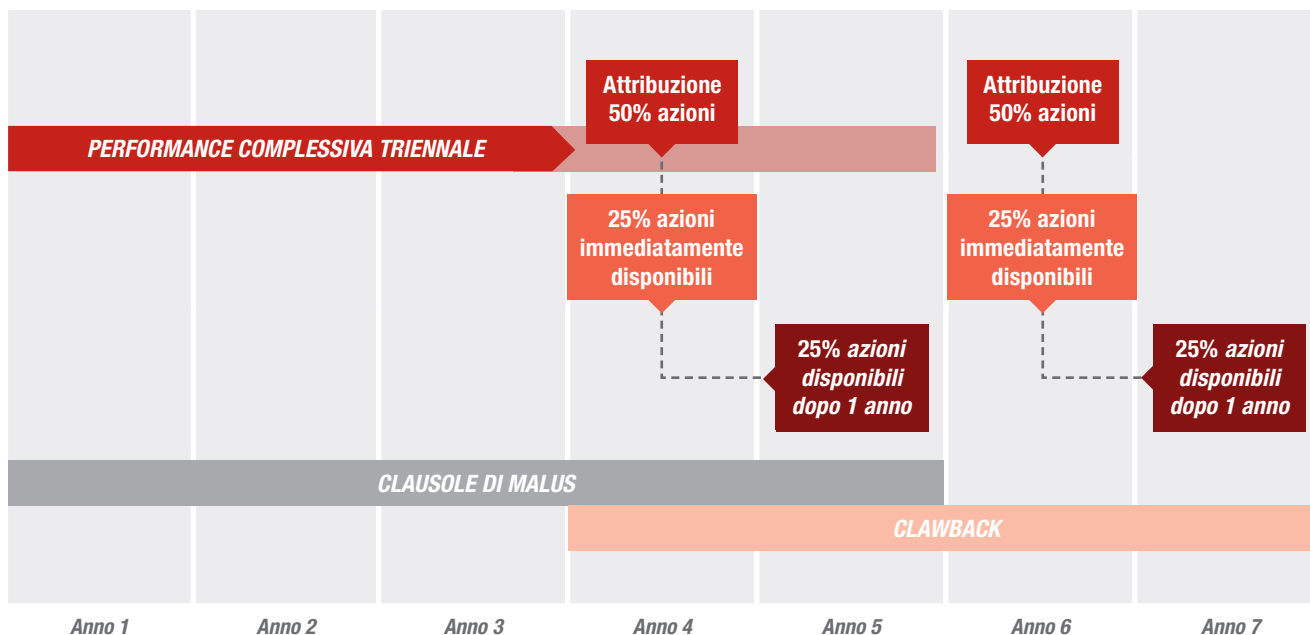 Attribuzione
50% azioni
Attribuzione
50% azioni
PERFORMANCE COMPLESSIVA TRIENNALE
25% azioni
immediatamente
disponibili
25% azioni
immediatamente
disponibili
25% azioni
disponibili
dopo 1 anno
25% azioni
disponibili
dopo 1 anno
CLAUSOLE DI MALUS
CLAWBACK
Anno 1 Anno 2 Anno 3 Anno 4 Anno 5 Anno 6 Anno 7